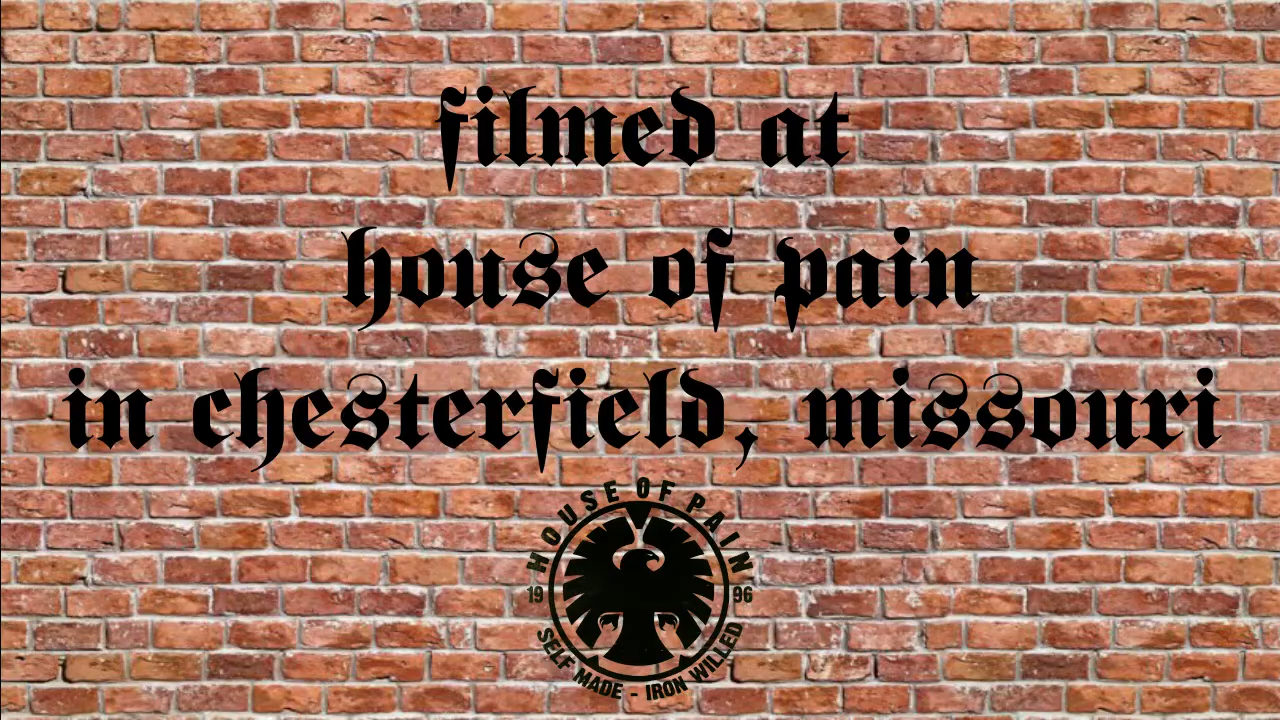 filmed at
house of pain
in chesterfield, missouri
HOUSE OF PAIN
19 96
SELF MADE - IRON WILLED